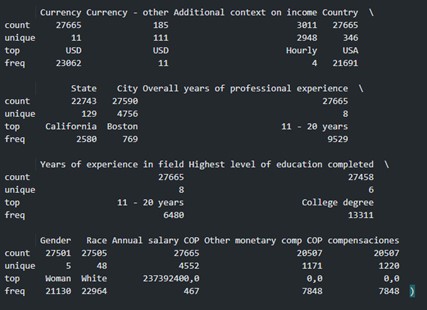 Currency Currency - other Additional context on income Country \
count 27665 185 3011 27665
unique 11 111 2948 346
top USD USD Hourly USA
freq 23062 11 4 21691
State City Overall years of professional experience \
count 22743 27590 27665
unique 129 4756 8
top California Boston 11 - 20 years
freq 2580 769 9529
Years of experience in field Highest level of education completed \
count 27665 27458
unique 8 6
top 11 - 20 years College degree
freq 6480 13311
Gender Race Annual salary COP Other monetary comp COP compensaciones
count 27501 27505 27665 20507 20507
unique 5 48 4552 1171 1220
top Woman White 237392400,0 0,0 0,0
freq 21130 22964 467 7848 7848 )